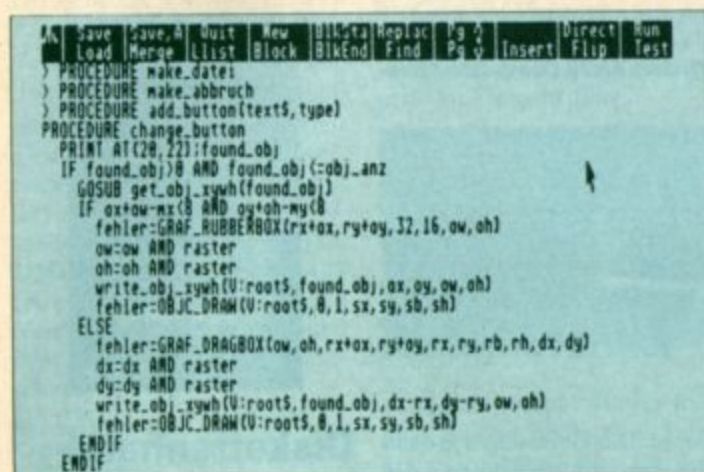 Save Save,A Quit New BlkSta Replac Pg Direct Run
Load Merge Llist Block BlkEnd Find Pg Insert Flip Test
> PROCEDURE make_datei
> PROCEDURE make_abbruch
> PROCEDURE add_button(text$,type)
PROCEDURE change_button
PRINT AT(20,22);found_obj
IF found_obj>0 AND found_obj<=obj_anz
GOSUB get_obj_xywh(found_obj)
IF ox+ow-mx<8 AND oy+oh-my<8
fehler=GRAF_RUBBERBOX(rx+ox,ry+oy,32,16,ow,oh)
ow=ow AND raster
oh=oh AND raster
write_obj_xywh(V:root$,found_obj,ox,oy,ow,oh)
fehler=OBJC_DRAW(V:root$,0,1,sx,sy,sb,sh)
ELSE
fehler=GRAF_DRAGBOX(ow,oh,rx+ox,ry+oy,rx,ry,rb,rh,dx,dy)
dx=dx AND raster
dy=dy AND raster
write_obj_xywh(V:root$,found_obj,dx-rx,dy-ry,ow,oh)
fehler=OBJC_DRAW(V:root$,0,1,sx,sy,sb,sh)
ENDIF
ENDIF